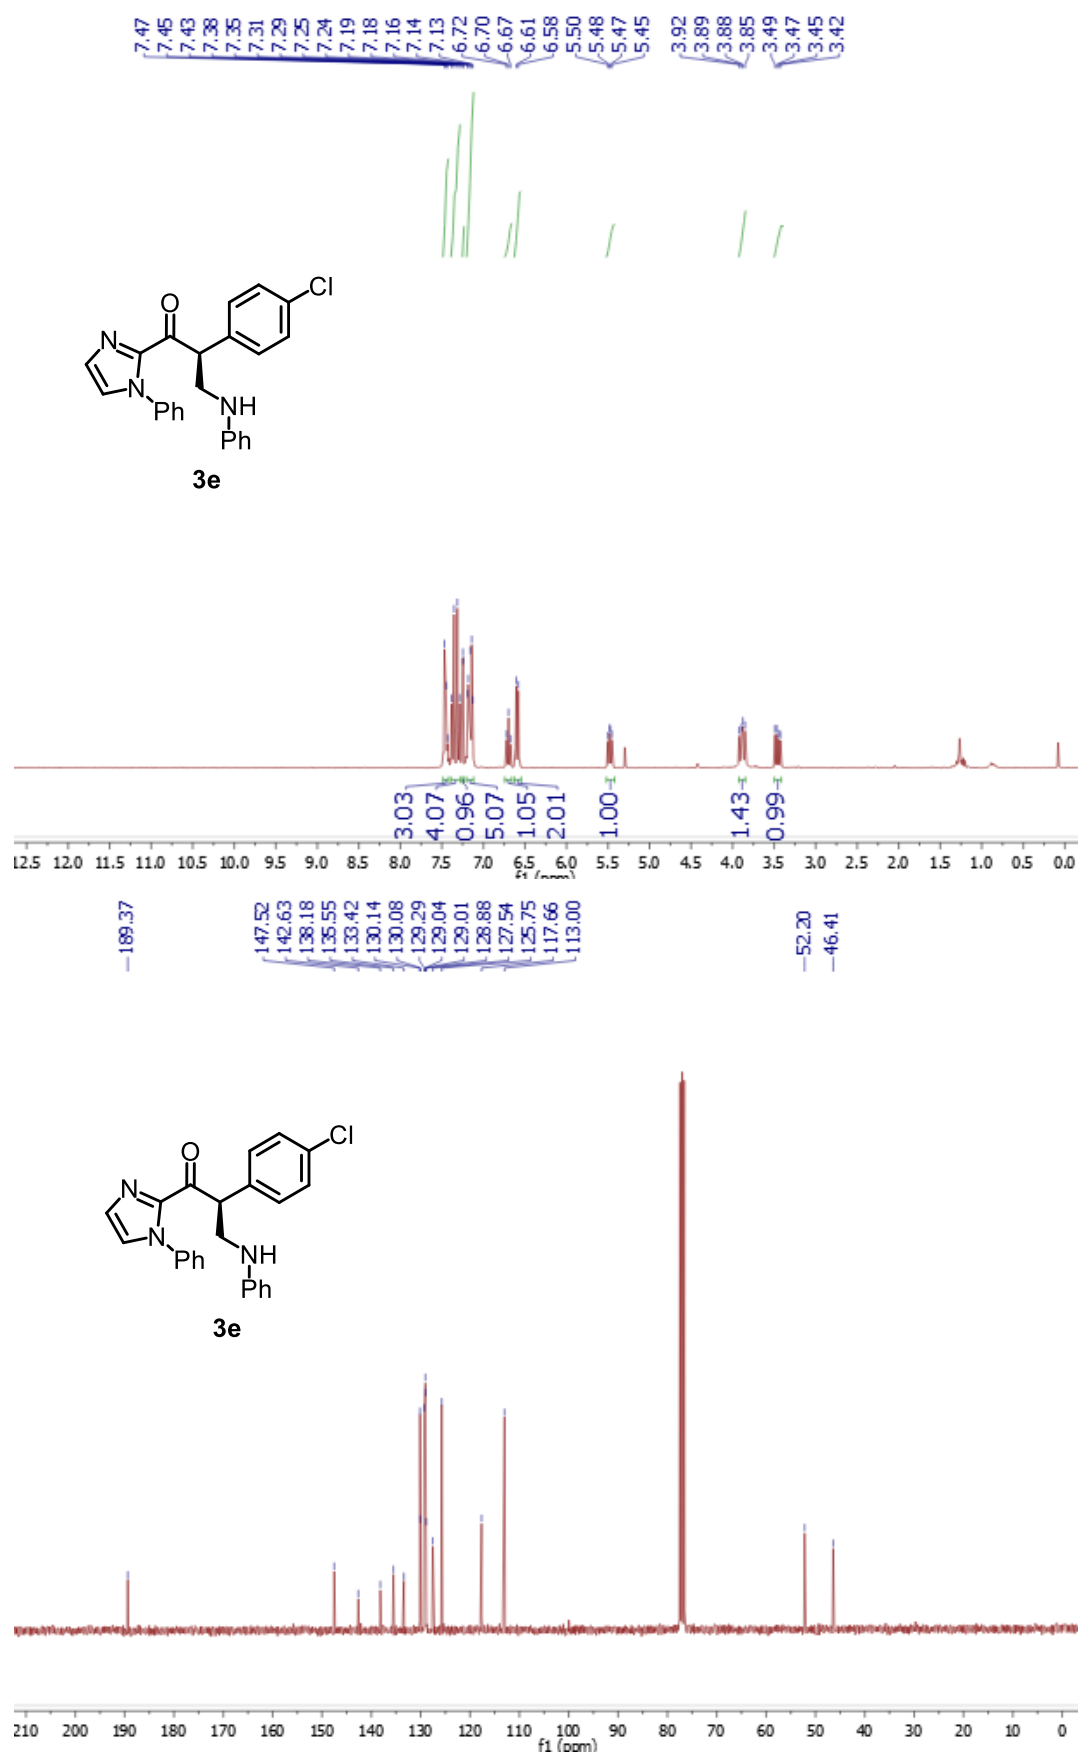 7.47 7.45 7.43 7.38 7.35 7.31 7.29 7.25 7.24 7.19 7.18 7.16 7.14 7.13 6.72 6.70 6.67 6.61 6.58 5.50 5.48 5.47 5.45 3.92 3.89 3.88 3.85 3.49 3.47 3.45 3.42
Cl
O
N
N
Ph
NH
Ph
3e
3.03 4.07 0.96 5.07 1.05 2.01 1.00 1.43 0.99
12.5 12.0 11.5 11.0 10.5 10.0 9.5 9.0 8.5 8.0 7.5 7.0 6.5 6.0 5.5 5.0 4.5 4.0 3.5 3.0 2.5 2.0 1.5 1.0 0.5 0.0
f1 (ppm)
189.37 147.52 142.63 138.18 135.55 133.42 130.14 130.08 129.29 129.04 129.01 128.88 127.54 125.75 117.66 113.00 52.20 46.41
Cl
O
N
N
Ph
NH
Ph
3e
210 200 190 180 170 160 150 140 130 120 110 100 90 80 70 60 50 40 30 20 10 0
f1 (ppm)